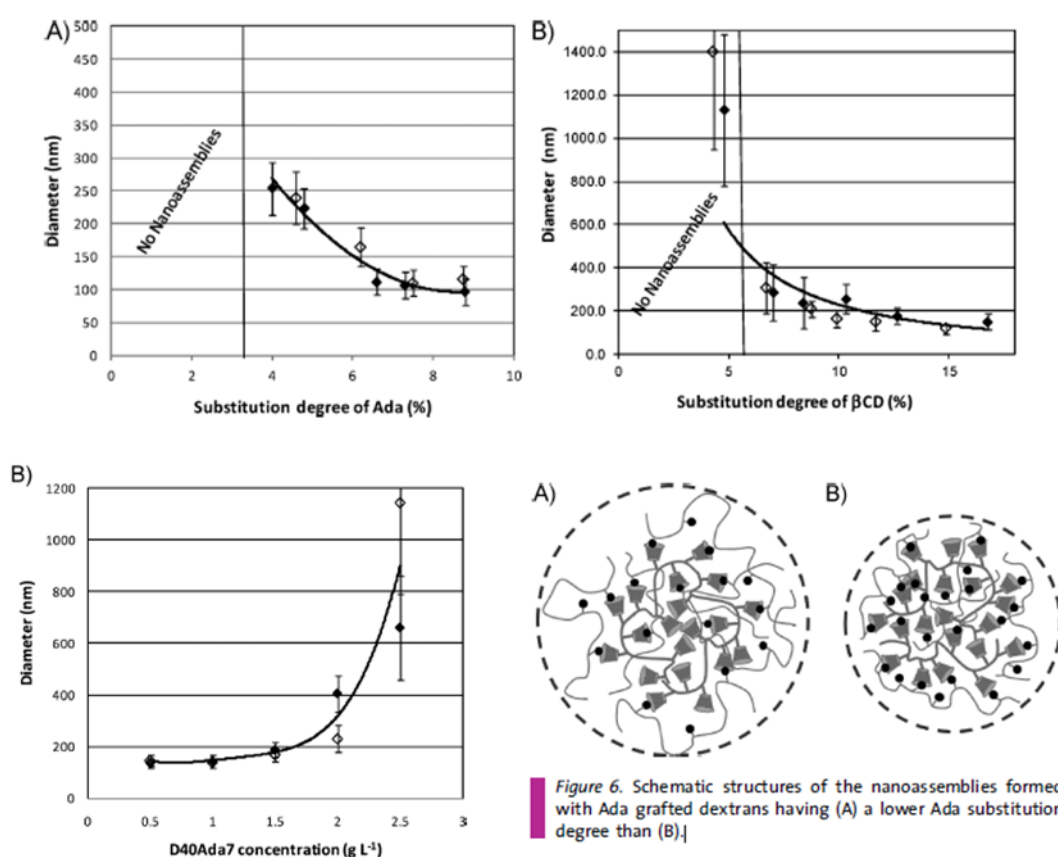 A)
500
450
400
350
300
250
200
150
100
50
0
Diameter (nm)
No Nanoassemblies
0 2 4 6 8 10
Substitution degree of Ada (%)
B)
1400.0
1200.0
1000.0
800.0
600.0
400.0
200.0
0.0
Diameter (nm)
No Nanoassemblies
0 5 10 15
Substitution degree of βCD (%)
B)
1200
1000
800
600
400
200
0
Diameter (nm)
0 0.5 1 1.5 2 2.5 3
D40Ada7 concentration (g L⁻¹)
A)
B)
Figure 6. Schematic structures of the nanoassemblies formed
with Ada grafted dextrans having (A) a lower Ada substitution
degree than (B).